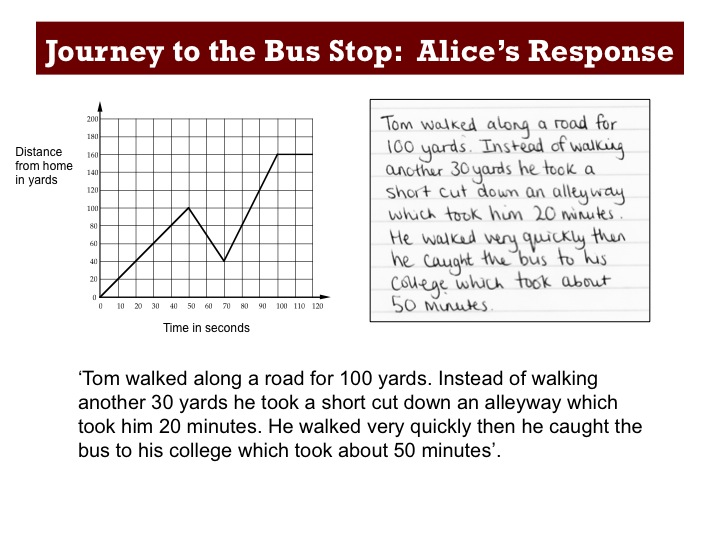 Journey to the Bus Stop: Alice's Response
Distance
from home
in yards
200
180
160
140
120
100
80
60
40
20
0
0 10 20 30 40 50 60 70 80 90 100 110 120
Time in seconds
Tom walked along a road for
100 yards. Instead of walking
another 30 yards he took a
short cut down an alleyway
which took him 20 minutes.
He walked very quickly then
he caught the bus to his
college which took about
50 minutes.
‘Tom walked along a road for 100 yards. Instead of walking
another 30 yards he took a short cut down an alleyway which
took him 20 minutes. He walked very quickly then he caught the
bus to his college which took about 50 minutes’.